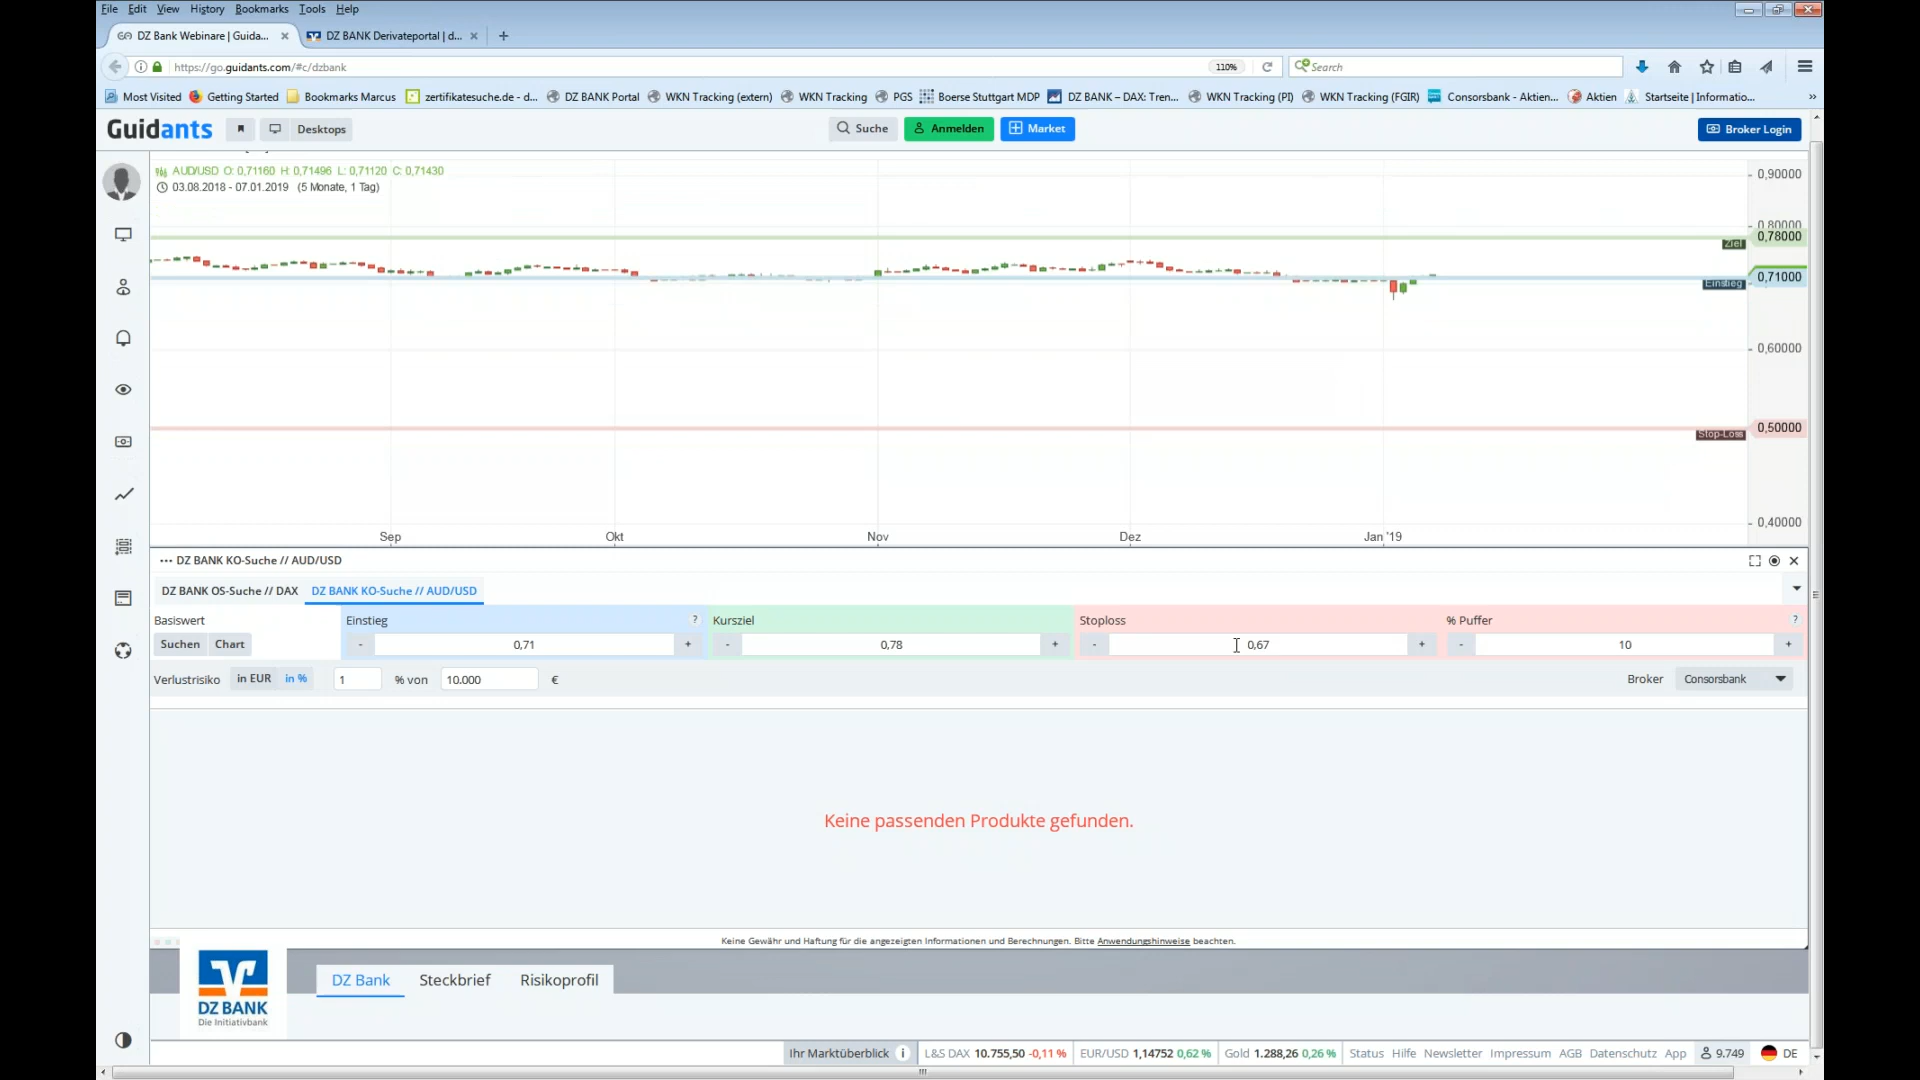 File Edit View History Bookmarks Tools Help
DZ Bank Webinare | Guida... × DZ BANK Derivateportal | d... × +
https://go.guidants.com/#c/dzbank 110% Search
Most Visited Getting Started Bookmarks Marcus zertifikatesuche.de - d... DZ BANK Portal WKN Tracking (extern) WKN Tracking PGS Boerse Stuttgart MDP DZ BANK – DAX: Tren... WKN Tracking (PI) WKN Tracking (FGIR) Consorsbank - Aktien... Aktien Startseite | Informatio... »
Guidants Desktops Suche Anmelden Market Broker Login
AUD/USD O: 0,71160 H: 0,71496 L: 0,71120 C: 0,71430
03.08.2018 - 07.01.2019 (5 Monate, 1 Tag)
0,90000
0,80000
0,78000
Ziel
0,71000
Einstieg
0,60000
0,50000
Stop-Loss
0,40000
Sep Okt Nov Dez Jan '19
··· DZ BANK KO-Suche // AUD/USD
DZ BANK OS-Suche // DAX DZ BANK KO-Suche // AUD/USD
Basiswert Einstieg ? Kursziel Stoploss % Puffer ?
Suchen Chart - 0,71 + - 0,78 + - 0,67 + - 10 +
Verlustrisiko in EUR in % 1 % von 10.000 € Broker Consorsbank
Keine passenden Produkte gefunden.
Keine Gewähr und Haftung für die angezeigten Informationen und Berechnungen. Bitte Anwendungshinweise beachten.
DZ BANK
Die Initiativbank
DZ Bank Steckbrief Risikoprofil
Ihr Marktüberblick i L&S DAX 10.755,50 -0,11 % EUR/USD 1,14752 0,62 % Gold 1.288,26 0,26 % Status Hilfe Newsletter Impressum AGB Datenschutz App 9.749 DE